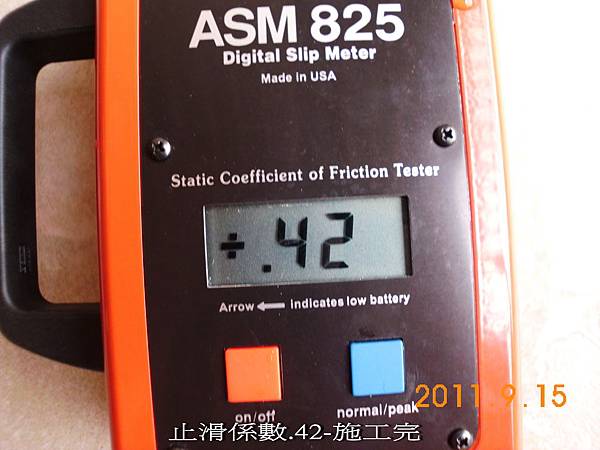 ASM 825
Digital Slip Meter
Made in USA
Static Coefficient of Friction Tester
÷.42
Arrow ← indicates low battery
on/off normal/peak
2011.9.15
止滑係數.42-施工完